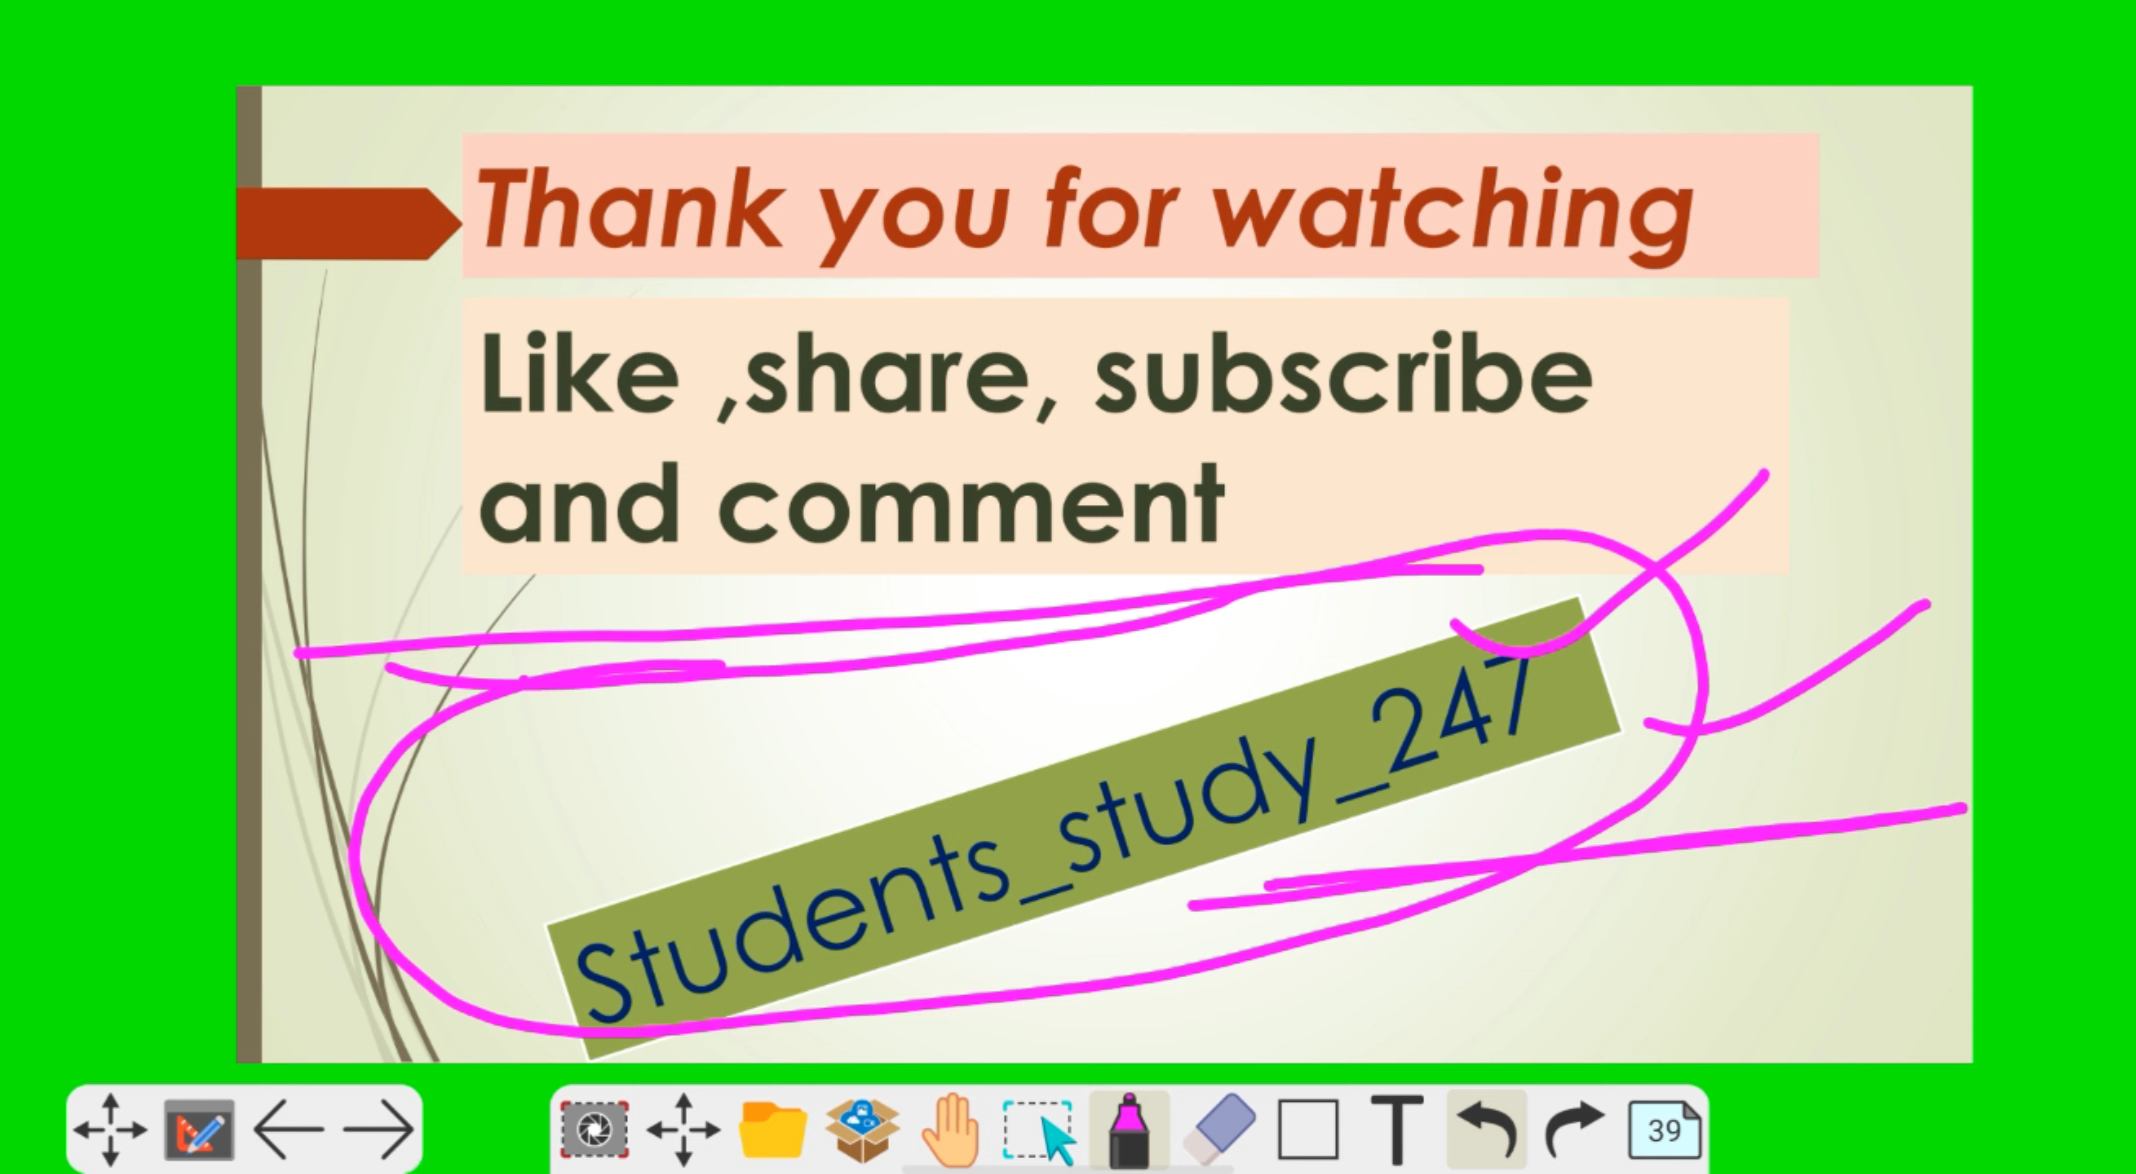 Thank you for watching
Like ,share, subscribe
and comment
Students_study_247
39